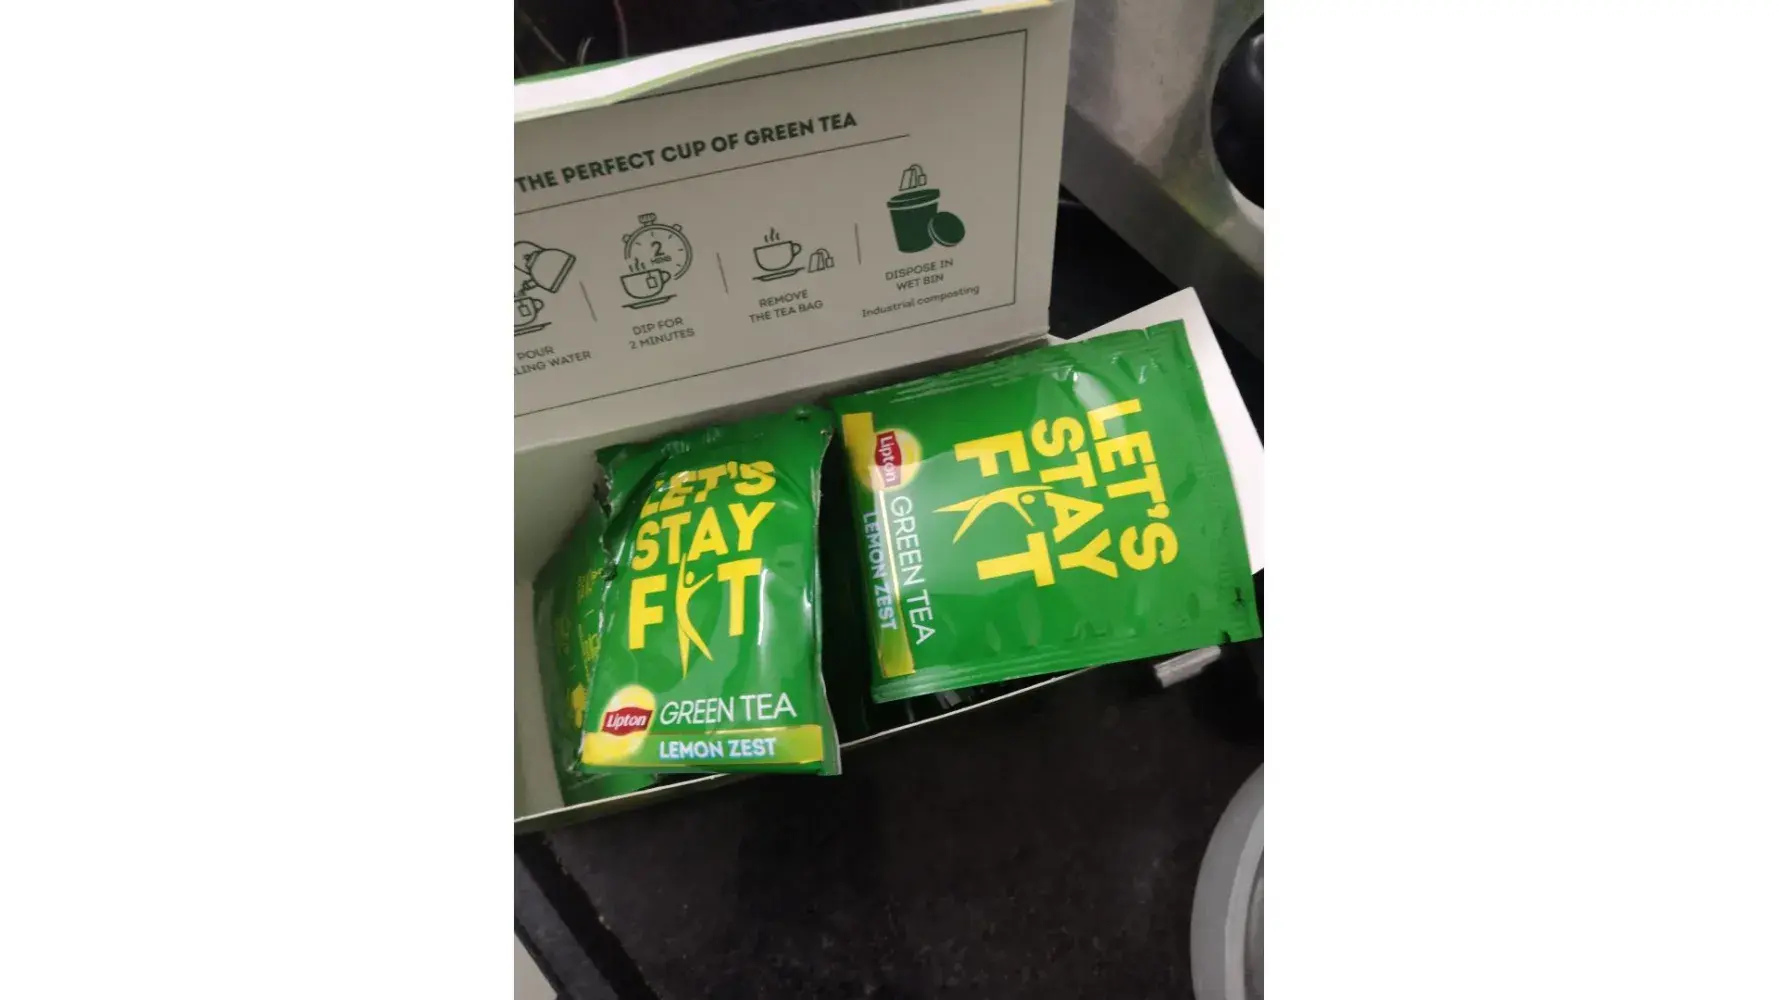 THE PERFECT CUP OF GREEN TEA
POUR
LING WATER
2
MINS
DIP FOR
2 MINUTES
REMOVE
THE TEA BAG
DISPOSE IN
WET BIN
Industrial composting
LET'S
STAY
FIT
Lipton
GREEN TEA
LEMON ZEST
LET'S
STAY
FIT
Lipton
GREEN TEA
LEMON ZEST